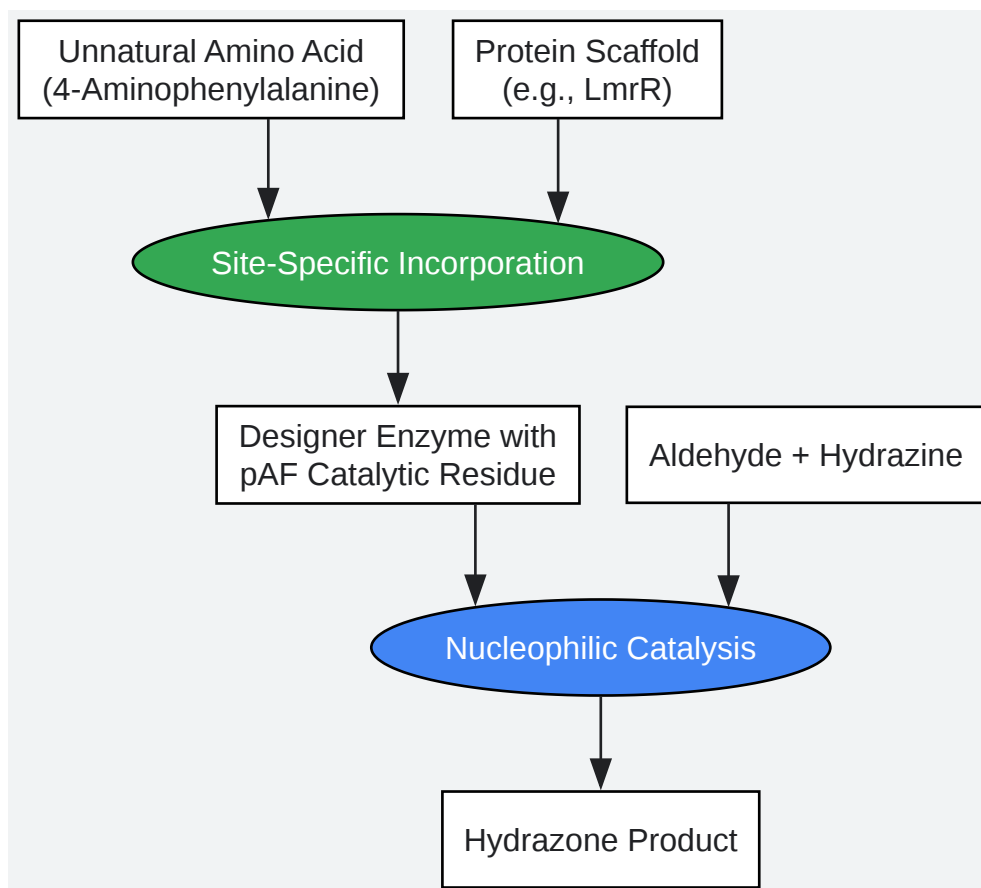 Unnatural Amino Acid
(4-Aminophenylalanine)
Protein Scaffold
(e.g., LmrR)
Site-Specific Incorporation
Designer Enzyme with
pAF Catalytic Residue
Aldehyde + Hydrazine
Nucleophilic Catalysis
Hydrazone Product